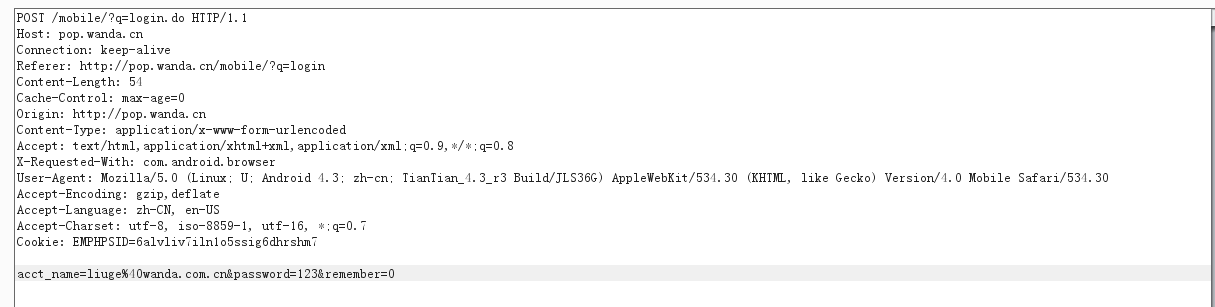 POST /mobile/?q=login.do HTTP/1.1
Host: pop.wanda.cn
Connection: keep-alive
Referer: http://pop.wanda.cn/mobile/?q=login
Content-Length: 54
Cache-Control: max-age=0
Origin: http://pop.wanda.cn
Content-Type: application/x-www-form-urlencoded
Accept: text/html,application/xhtml+xml,application/xml;q=0.9,*/*;q=0.8
X-Requested-With: com.android.browser
User-Agent: Mozilla/5.0 (Linux; U; Android 4.3; zh-cn; TianTian_4.3_r3 Build/JLS36G) AppleWebKit/534.30 (KHTML, like Gecko) Version/4.0 Mobile Safari/534.30
Accept-Encoding: gzip,deflate
Accept-Language: zh-CN, en-US
Accept-Charset: utf-8, iso-8859-1, utf-16, *;q=0.7
Cookie: EMPHPSID=6alvliv7iln1o5ssig6dhrshm7
acct_name=liuge%40wanda.com.cn&password=123&remember=0